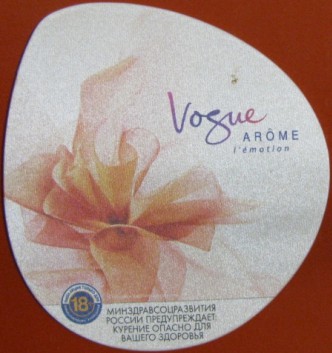 Vogue
ARÔME
l'émotion
18+
МИНЗДРАВСОЦРАЗВИТИЯ
РОССИИ ПРЕДУПРЕЖДАЕТ:
КУРЕНИЕ ОПАСНО ДЛЯ
ВАШЕГО ЗДОРОВЬЯ